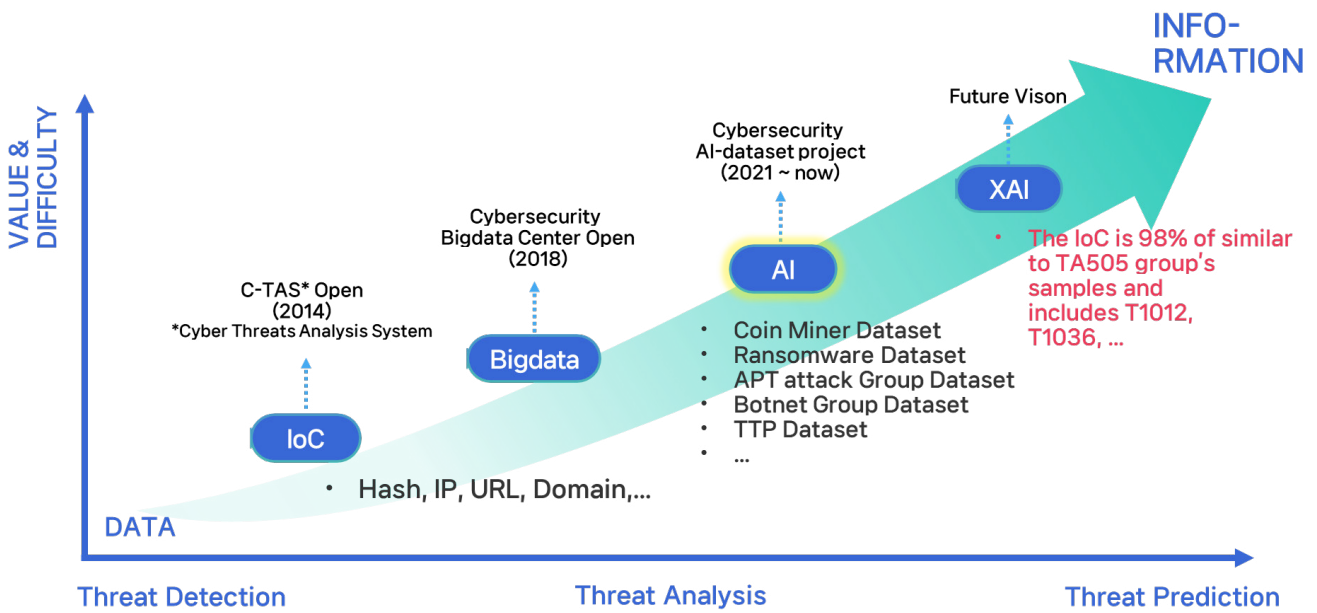 INFO-
RMATION
VALUE &
DIFFICULTY
Future Vison
XAI
• The IoC is 98% of similar
to TA505 group's
samples and
includes T1012,
T1036, ...
Cybersecurity
AI-dataset project
(2021 ~ now)
AI
• Coin Miner Dataset
• Ransomware Dataset
• APT attack Group Dataset
• Botnet Group Dataset
• TTP Dataset
• ...
Cybersecurity
Bigdata Center Open
(2018)
Bigdata
C-TAS* Open
(2014)
*Cyber Threats Analysis System
IoC
• Hash, IP, URL, Domain,...
DATA
Threat Detection
Threat Analysis
Threat Prediction